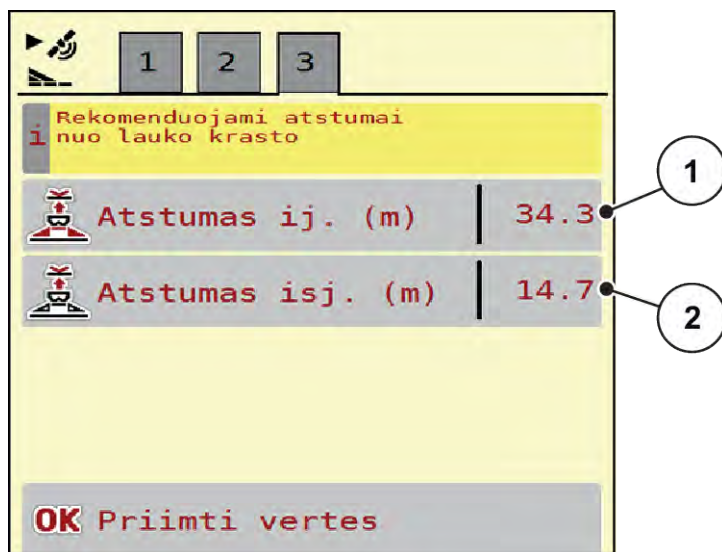 1 2 3
i Rekomenduojami atstumai
nuo lauko krasto
Atstumas ij. (m) 34.3
1
Atstumas isj. (m) 14.7
2
OK Priimti vertes